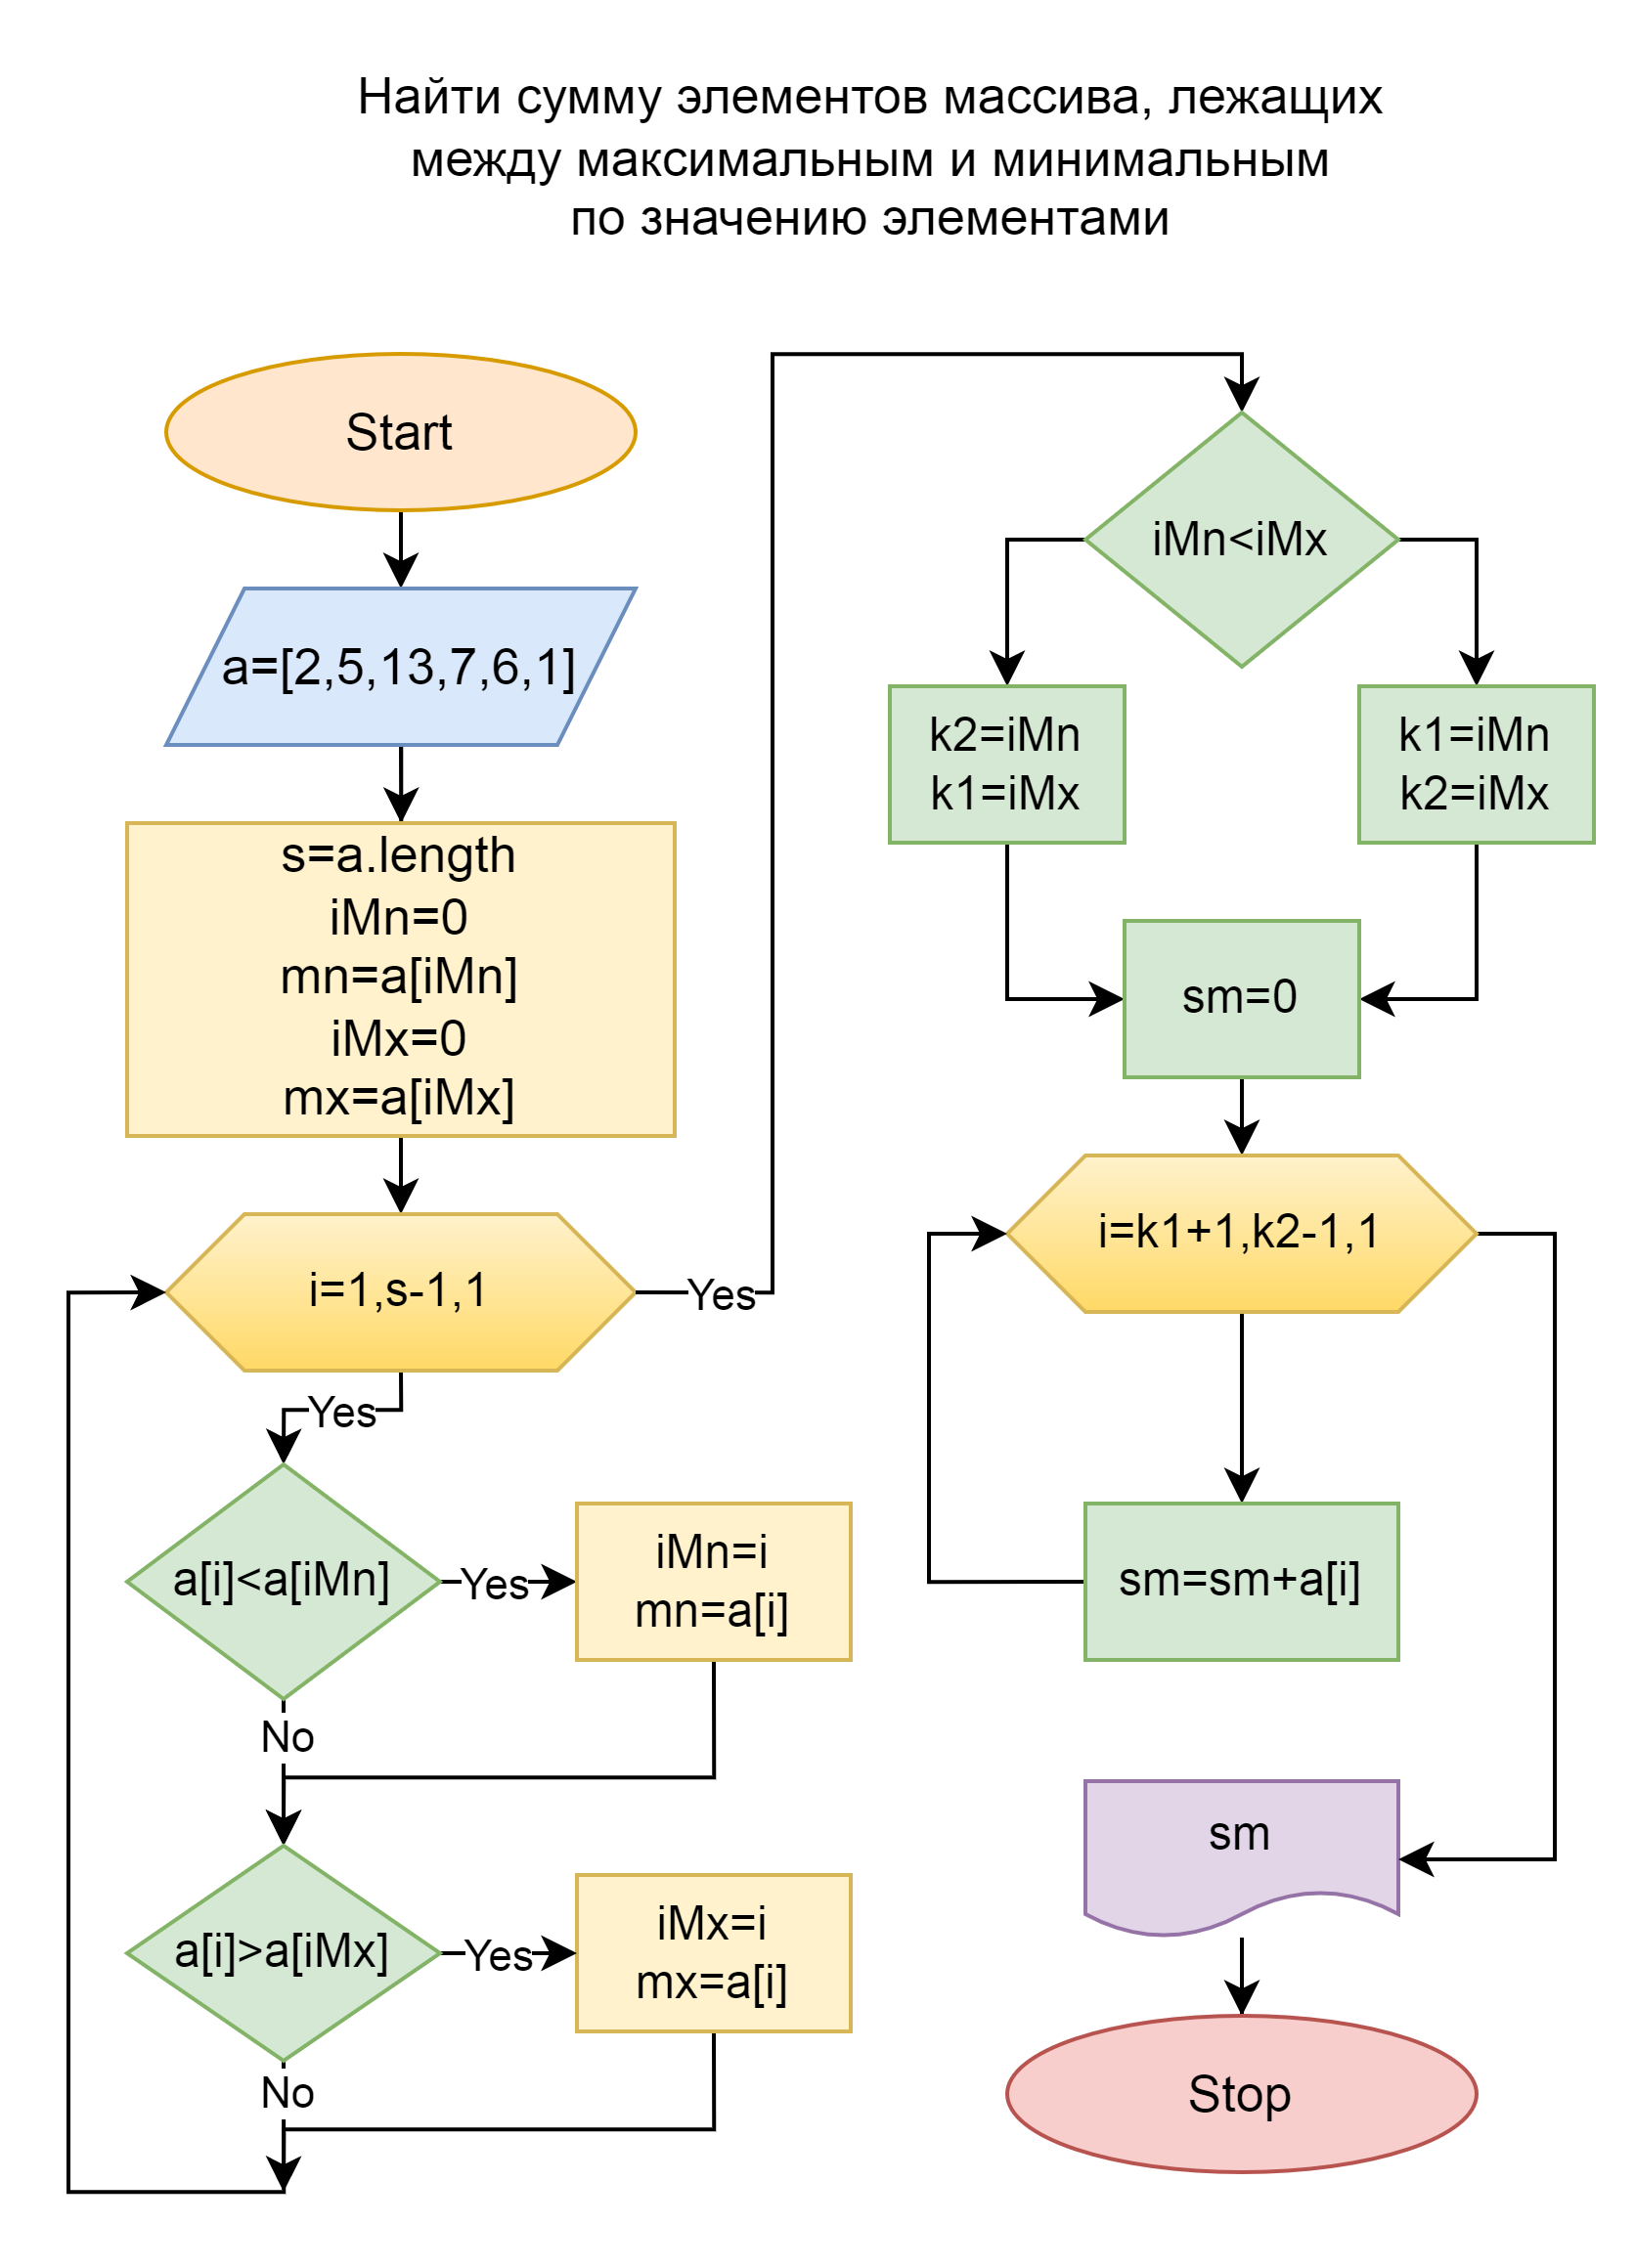 Найти сумму элементов массива, лежащих
между максимальным и минимальным
по значению элементами
Start
a=[2,5,13,7,6,1]
s=a.length
iMn=0
mn=a[iMn]
iMx=0
mx=a[iMx]
i=1,s-1,1
Yes
Yes
a[i]<a[iMn]
Yes
iMn=i
mn=a[i]
No
a[i]>a[iMx]
Yes
iMx=i
mx=a[i]
No
iMn<iMx
k2=iMn
k1=iMx
k1=iMn
k2=iMx
sm=0
i=k1+1,k2-1,1
sm=sm+a[i]
sm
Stop